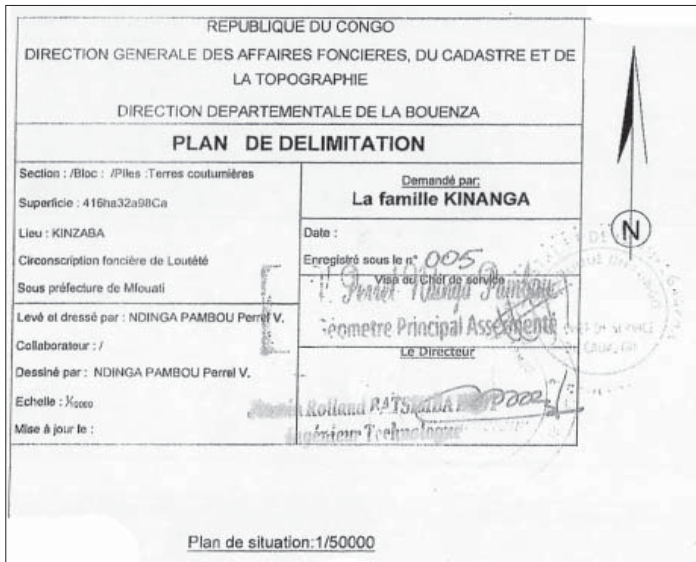 REPUBLIQUE DU CONGO
DIRECTION GENERALE DES AFFAIRES FONCIERES, DU CADASTRE ET DE
LA TOPOGRAPHIE
DIRECTION DEPARTEMENTALE DE LA BOUENZA
PLAN DE DELIMITATION
Section : /Bloc : /Plles :Terres coutumières
Superficie : 416ha32a98Ca
Lieu : KINZABA
Circonscription foncière de Loutété
Sous préfecture de Mfouati
Levé et dressé par : NDINGA PAMBOU Perrel V.
Collaborateur : /
Dessiné par : NDINGA PAMBOU Perrel V.
Echelle :
Mise à jour le :
Demandé par:
La famille KINANGA
Date :
Enregistré sous le n° 005
Visa du Chef de service
Perrel Ndinga Pambou
Géometre Principal Assermenté
Le Directeur
Rolland
Ingénieur Technologue
N
Plan de situation:1/50000